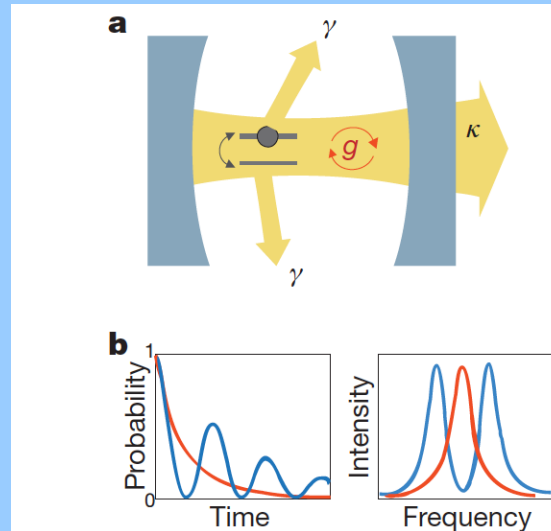 a
γ
κ
g
γ
b
1
Probability
0
Time
Intensity
Frequency